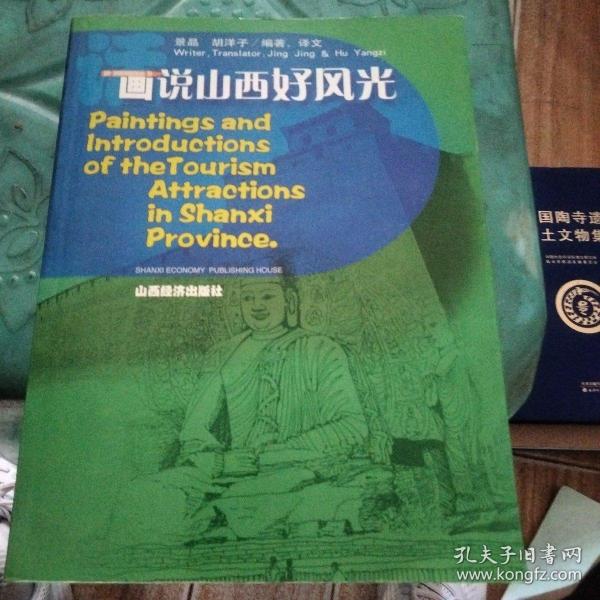 景晶 胡洋子/编著、译文
Writer,Translator,Jing Jing & Hu Yangzi
画说山西好风光
Paintings and
Introductions
of the Tourism
Attractions
in Shanxi
Province.
SHANXI ECONOMY PUBLISHING HOUSE
山西经济出版社
国陶寺遗
土文物集
孔夫子旧书网
www.kongfz.com